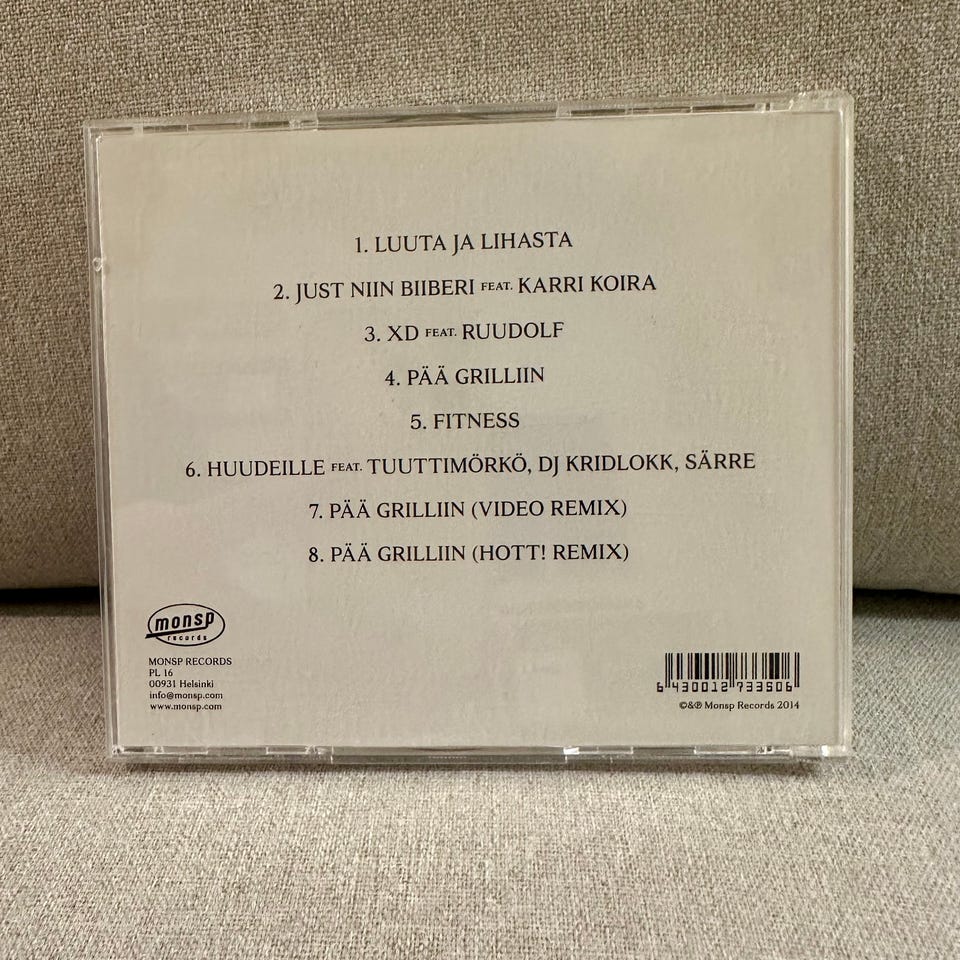 1. LUUTA JA LIHASTA
2. JUST NIIN BIIBERI FEAT. KARRI KOIRA
3. XD FEAT. RUUDOLF
4. PÄÄ GRILLIIN
5. FITNESS
6. HUUDEILLE FEAT. TUUTTIMÖRKÖ, DJ KRIDLOKK, SÄRRE
7. PÄÄ GRILLIIN (VIDEO REMIX)
8. PÄÄ GRILLIIN (HOTT! REMIX)
monsp
records
MONSP RECORDS
PL 16
00931 Helsinki
info@monsp.com
www.monsp.com
6 430012 733506
©&℗ Monsp Records 2014